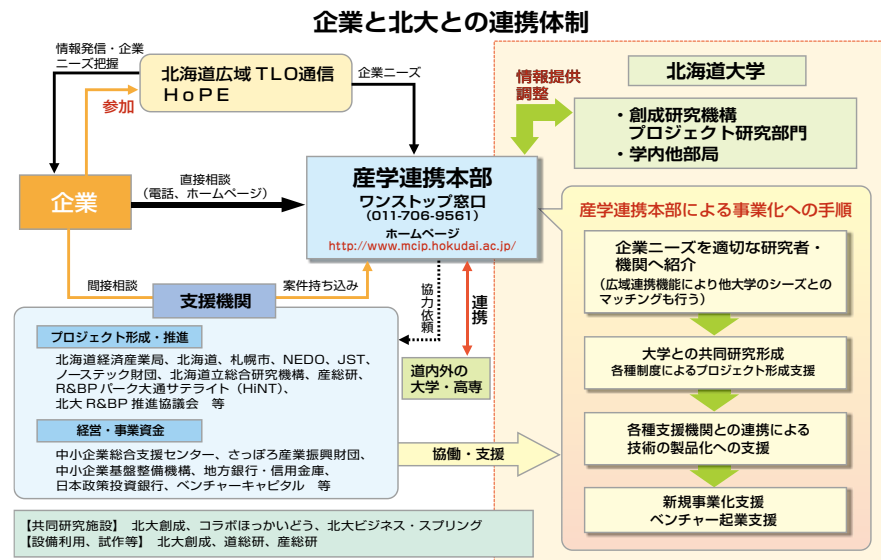 企業と北大との連携体制
情報発信・企業
ニーズ把握
北海道広域 TLO通信
HoPE
企業ニーズ
参加
情報提供
調整
北海道大学
・創成研究機構
プロジェクト研究部門
・学内他部局
企業
直接相談
（電話、ホームページ）
産学連携本部
ワンストップ窓口
(011-706-9561)
ホームページ
http://www.mcip.hokudai.ac.jp/
間接相談
案件持ち込み
支援機関
協力依頼
連携
道内外の
大学・高専
プロジェクト形成・推進
北海道経済産業局、北海道、札幌市、NEDO、JST、
ノーステック財団、北海道立総合研究機構、産総研、
R&BP パーク大通サテライト（HiNT）、
北大 R&BP 推進協議会　等
経営・事業資金
中小企業総合支援センター、さっぽろ産業振興財団、
中小企業基盤整備機構、地方銀行・信用金庫、
日本政策投資銀行、ベンチャーキャピタル　等
協働・支援
産学連携本部による事業化への手順
企業ニーズを適切な研究者・
機関へ紹介
（広域連携機能により他大学のシーズとの
マッチングも行う）
大学との共同研究形成
各種制度によるプロジェクト形成支援
各種支援機関との連携による
技術の製品化への支援
新規事業化支援
ベンチャー起業支援
【共同研究施設】 北大創成、コラボほっかいどう、北大ビジネス・スプリング
【設備利用、試作等】 北大創成、道総研、産総研